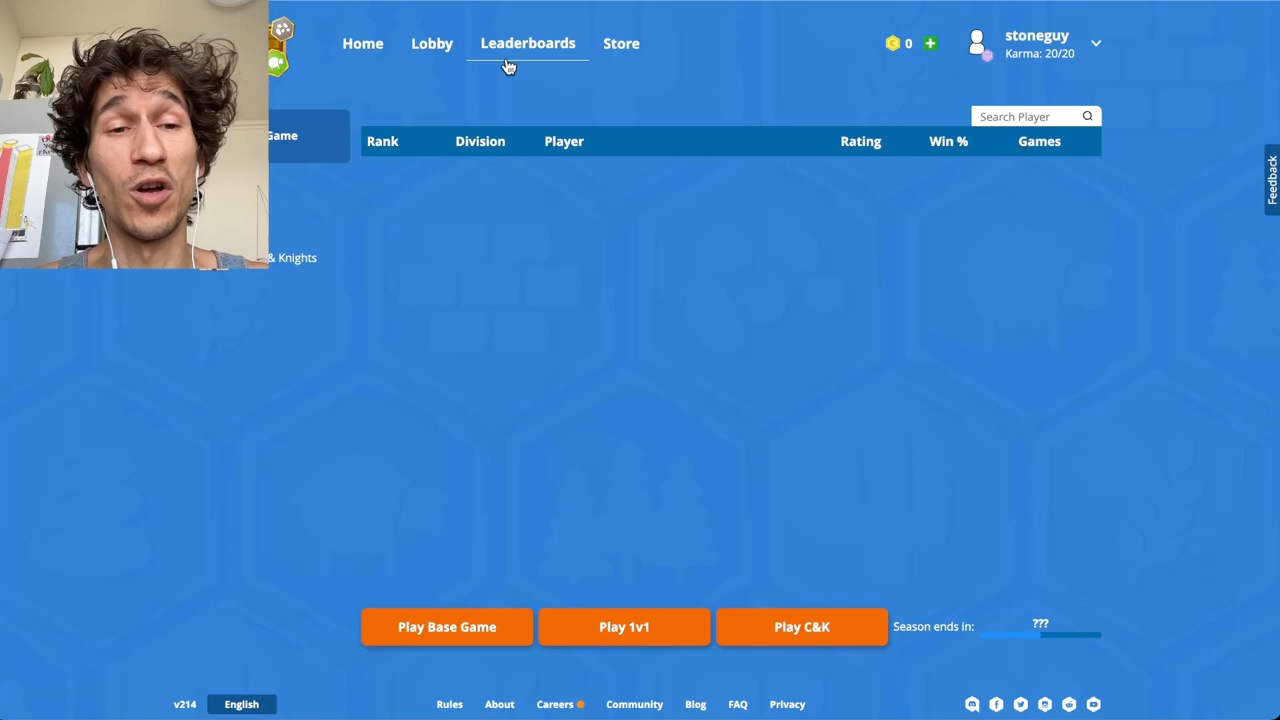 Home
Lobby
Leaderboards
Store
0
stoneguy
Karma: 20/20
Search Player
Game
Rank
Division
Player
Rating
Win %
Games
Feedback
& Knights
Play Base Game
Play 1v1
Play C&K
Season ends in:
???
v214
English
Rules
About
Careers
Community
Blog
FAQ
Privacy